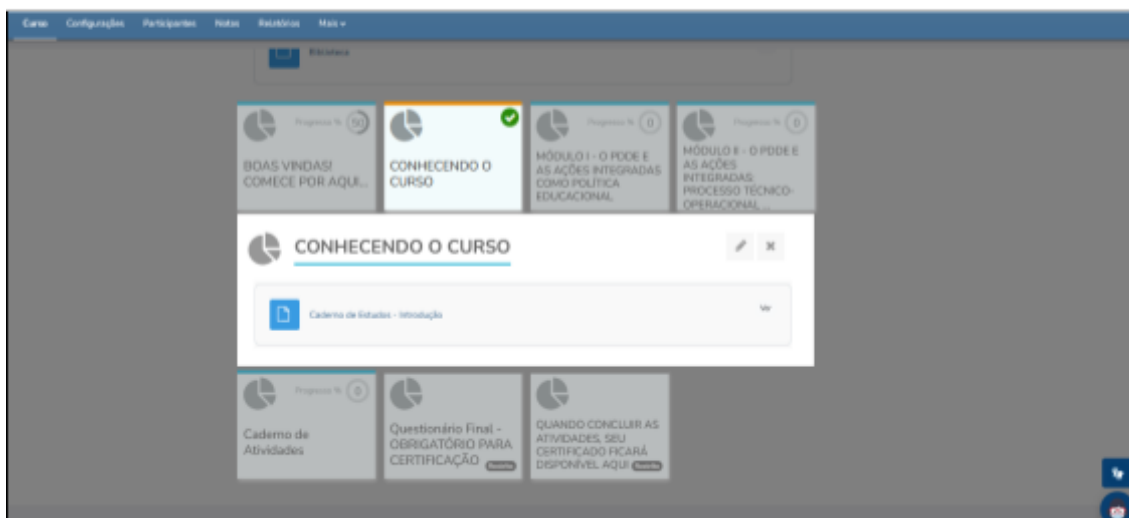 Curso Configurações Participantes Notas Relatórios Mais
Biblioteca
Progresso % 50
BOAS VINDAS!
COMECE POR AQUI...
CONHECENDO O
CURSO
Progresso % 0
MÓDULO I - O PDDE E
AS AÇÕES INTEGRADAS
COMO POLÍTICA
EDUCACIONAL
Progresso % 0
MÓDULO II - O PDDE E
AS AÇÕES
INTEGRADAS:
PROCESSO TÉCNICO-
OPERACIONAL ...
CONHECENDO O CURSO
Caderno de Estudos - Introdução
Ver
Progresso % 0
Caderno de
Atividades
Questionário Final -
OBRIGATÓRIO PARA
CERTIFICAÇÃO
QUANDO CONCLUIR AS
ATIVIDADES, SEU
CERTIFICADO FICARÁ
DISPONÍVEL AQUI